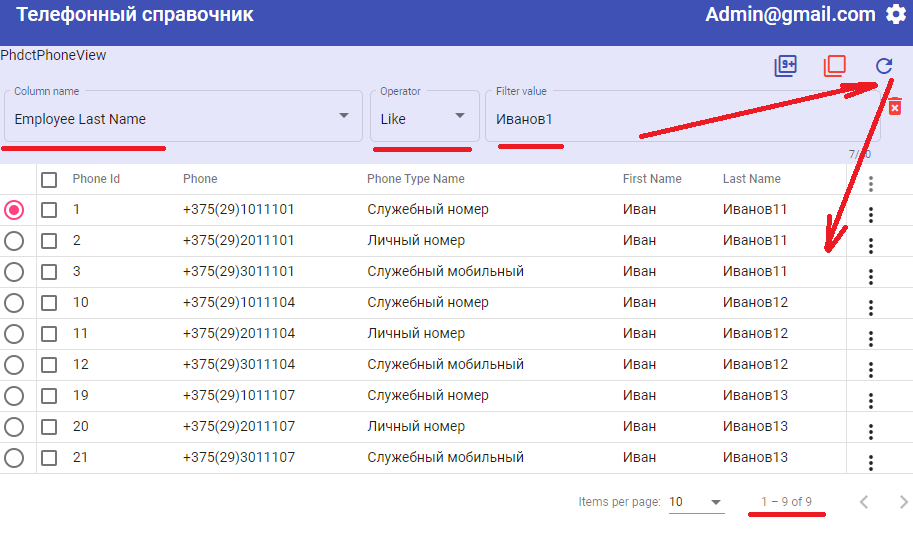 Телефонный справочник Admin@gmail.com
PhdctPhoneView
9+
Column name Operator Filter value
Employee Last Name Like Иванов1
Phone Id Phone Phone Type Name First Name Last Name
1 +375(29)1011101 Служебный номер Иван Иванов11
2 +375(29)2011101 Личный номер Иван Иванов11
3 +375(29)3011101 Служебный мобильный Иван Иванов11
10 +375(29)1011104 Служебный номер Иван Иванов12
11 +375(29)2011104 Личный номер Иван Иванов12
12 +375(29)3011104 Служебный мобильный Иван Иванов12
19 +375(29)1011107 Служебный номер Иван Иванов13
20 +375(29)2011107 Личный номер Иван Иванов13
21 +375(29)3011107 Служебный мобильный Иван Иванов13
Items per page: 10 1 – 9 of 9